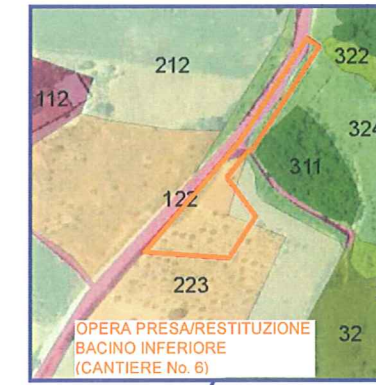 212
322
112
324
311
122
223
32
OPERA PRESA/RESTITUZIONE
BACINO INFERIORE
(CANTIERE No. 6)